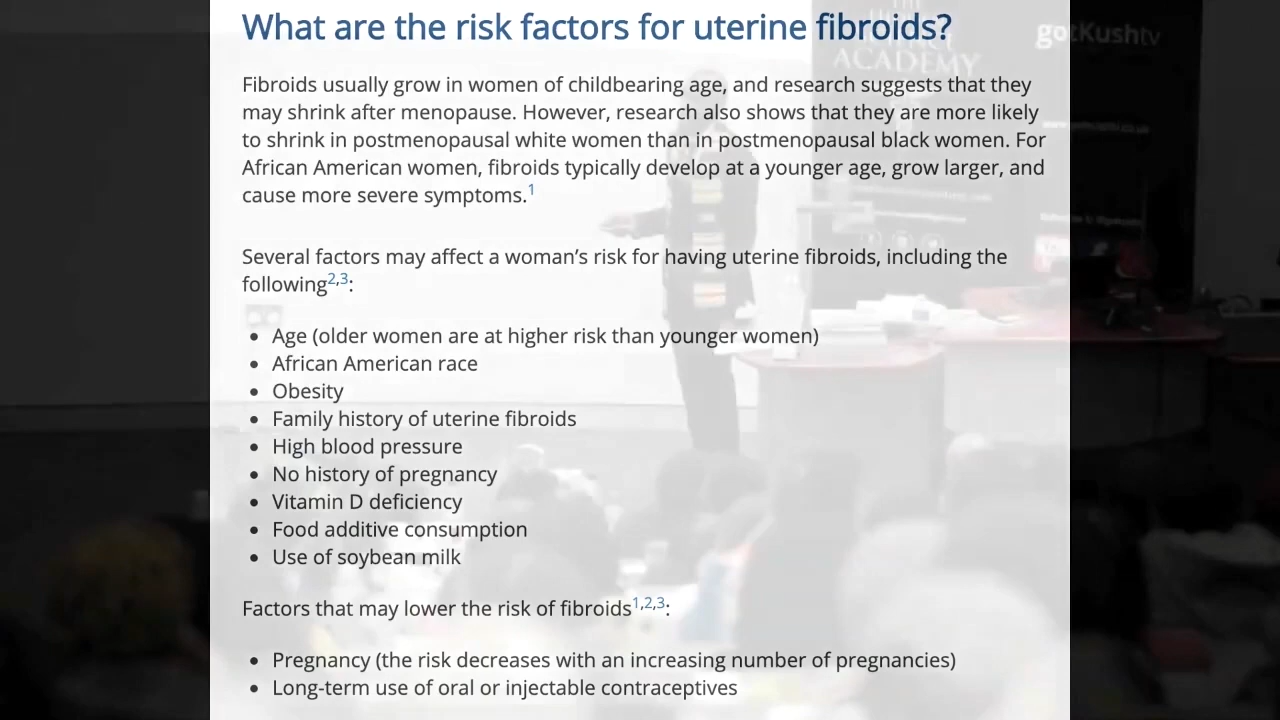 What are the risk factors for uterine fibroids?
THE
SCIENCE
ACADEMY
gotKushtv
Fibroids usually grow in women of childbearing age, and research suggests that they
may shrink after menopause. However, research also shows that they are more likely
to shrink in postmenopausal white women than in postmenopausal black women. For
African American women, fibroids typically develop at a younger age, grow larger, and
cause more severe symptoms.1
Several factors may affect a woman’s risk for having uterine fibroids, including the
following2,3:
• Age (older women are at higher risk than younger women)
• African American race
• Obesity
• Family history of uterine fibroids
• High blood pressure
• No history of pregnancy
• Vitamin D deficiency
• Food additive consumption
• Use of soybean milk
Factors that may lower the risk of fibroids1,2,3:
• Pregnancy (the risk decreases with an increasing number of pregnancies)
• Long-term use of oral or injectable contraceptives